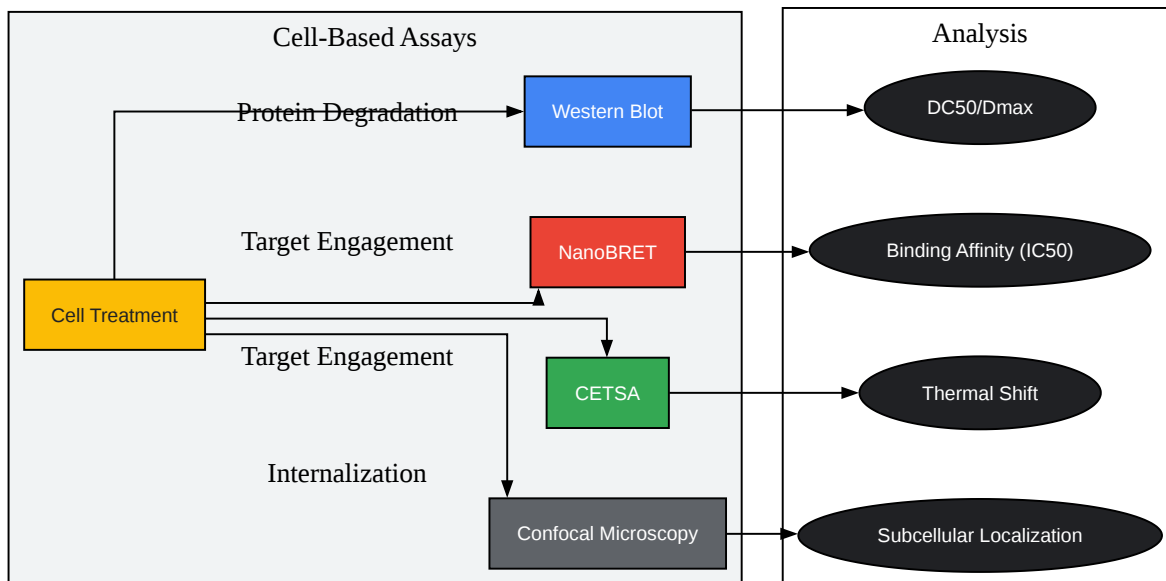 Cell-Based Assays
Analysis
Protein Degradation
Western Blot
DC50/Dmax
Target Engagement
NanoBRET
Binding Affinity (IC50)
Cell Treatment
Target Engagement
CETSA
Thermal Shift
Internalization
Confocal Microscopy
Subcellular Localization